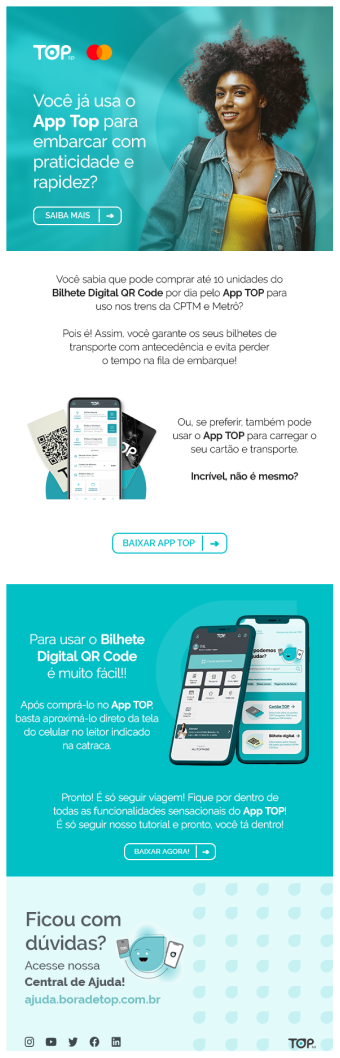 TOP
Você já usa o
App Top para
embarcar com
praticidade e
rapidez?
SAIBA MAIS
Você sabia que pode comprar até 10 unidades do
Bilhete Digital QR Code por dia pelo App TOP para
uso nos trens da CPTM e Metrô?
Pois é! Assim, você garante os seus bilhetes de
transporte com antecedência e evita perder
o tempo na fila de embarque!
Ou, se preferir, também pode
usar o App TOP para carregar o
seu cartão e transporte.
Incrível, não é mesmo?
BAIXAR APP TOP
Para usar o Bilhete
Digital QR Code
é muito fácil!!
Após comprá-lo no App TOP,
basta aproximá-lo direto da tela
do celular no leitor indicado
na catraca.
TOP
podemos
Cartão TOP
Bilhete digital
Pronto! É só seguir viagem! Fique por dentro de
todas as funcionalidades sensacionais do App TOP!
É só seguir nosso tutorial e pronto, você tá dentro!
BAIXAR AGORA!
Ficou com
dúvidas?
Acesse nossa
Central de Ajuda!
ajuda.boradetop.com.br
TOP